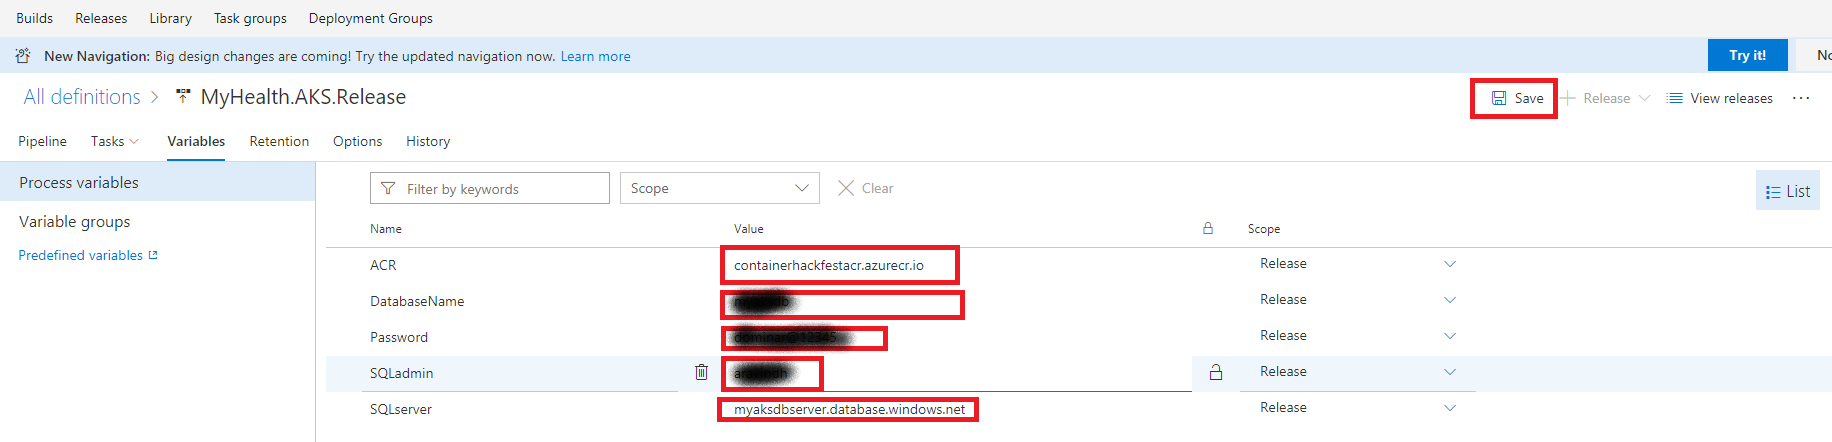 Builds Releases Library Task groups Deployment Groups
New Navigation: Big design changes are coming! Try the updated navigation now. Learn more Try it! No
All definitions > MyHealth.AKS.Release Save + Release View releases ...
Pipeline Tasks Variables Retention Options History
Process variables
Variable groups
Predefined variables
Filter by keywords Scope Clear List
Name Value Scope
ACR containerhackfestacr.azurecr.io Release
DatabaseName Release
Password Release
SQLadmin Release
SQLserver myaksdbserver.database.windows.net Release